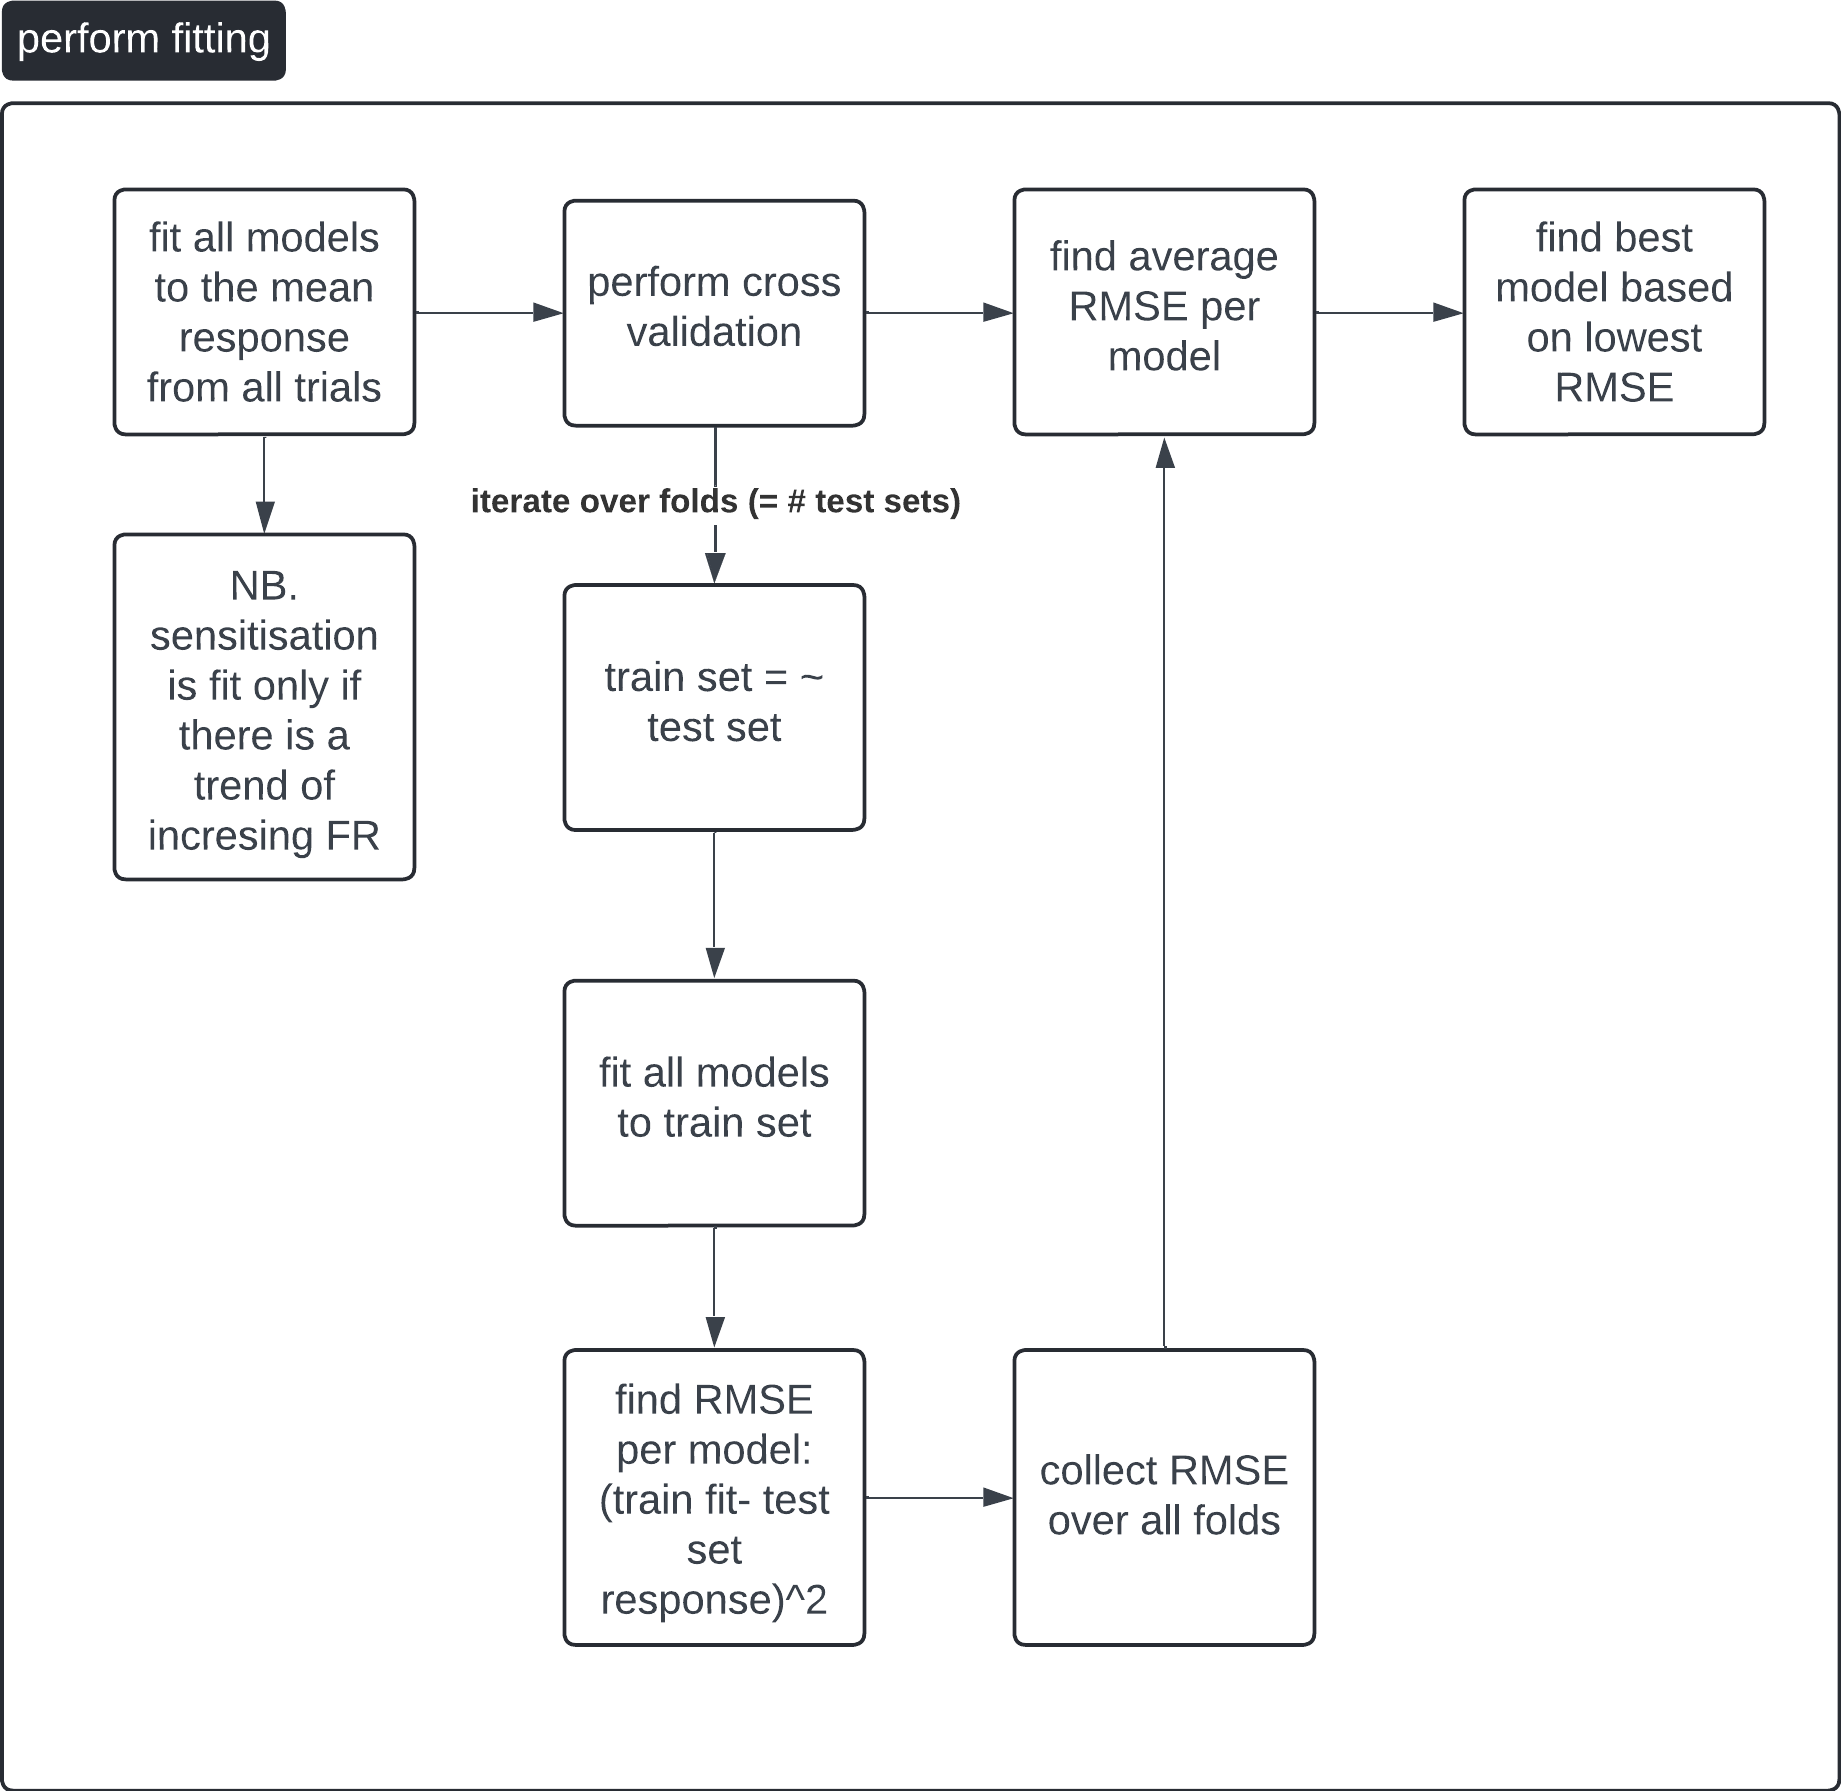 perform fitting
fit all models
to the mean
response
from all trials
perform cross
validation
find average
RMSE per
model
find best
model based
on lowest
RMSE
iterate over folds (= # test sets)
NB.
sensitisation
is fit only if
there is a
trend of
incresing FR
train set = ~
test set
fit all models
to train set
find RMSE
per model:
(train fit- test
set
response)^2
collect RMSE
over all folds